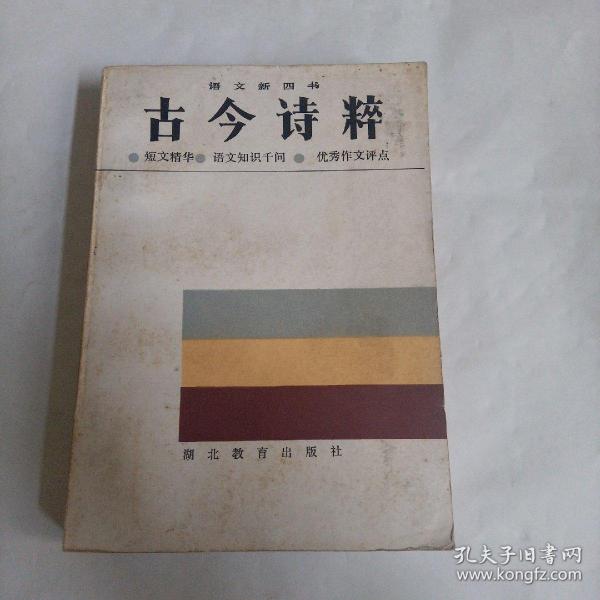 语文新四书
古今诗粹
短文精华 语文知识千问 优秀作文评点
湖北教育出版社
孔夫子旧书网
www.kongfz.com